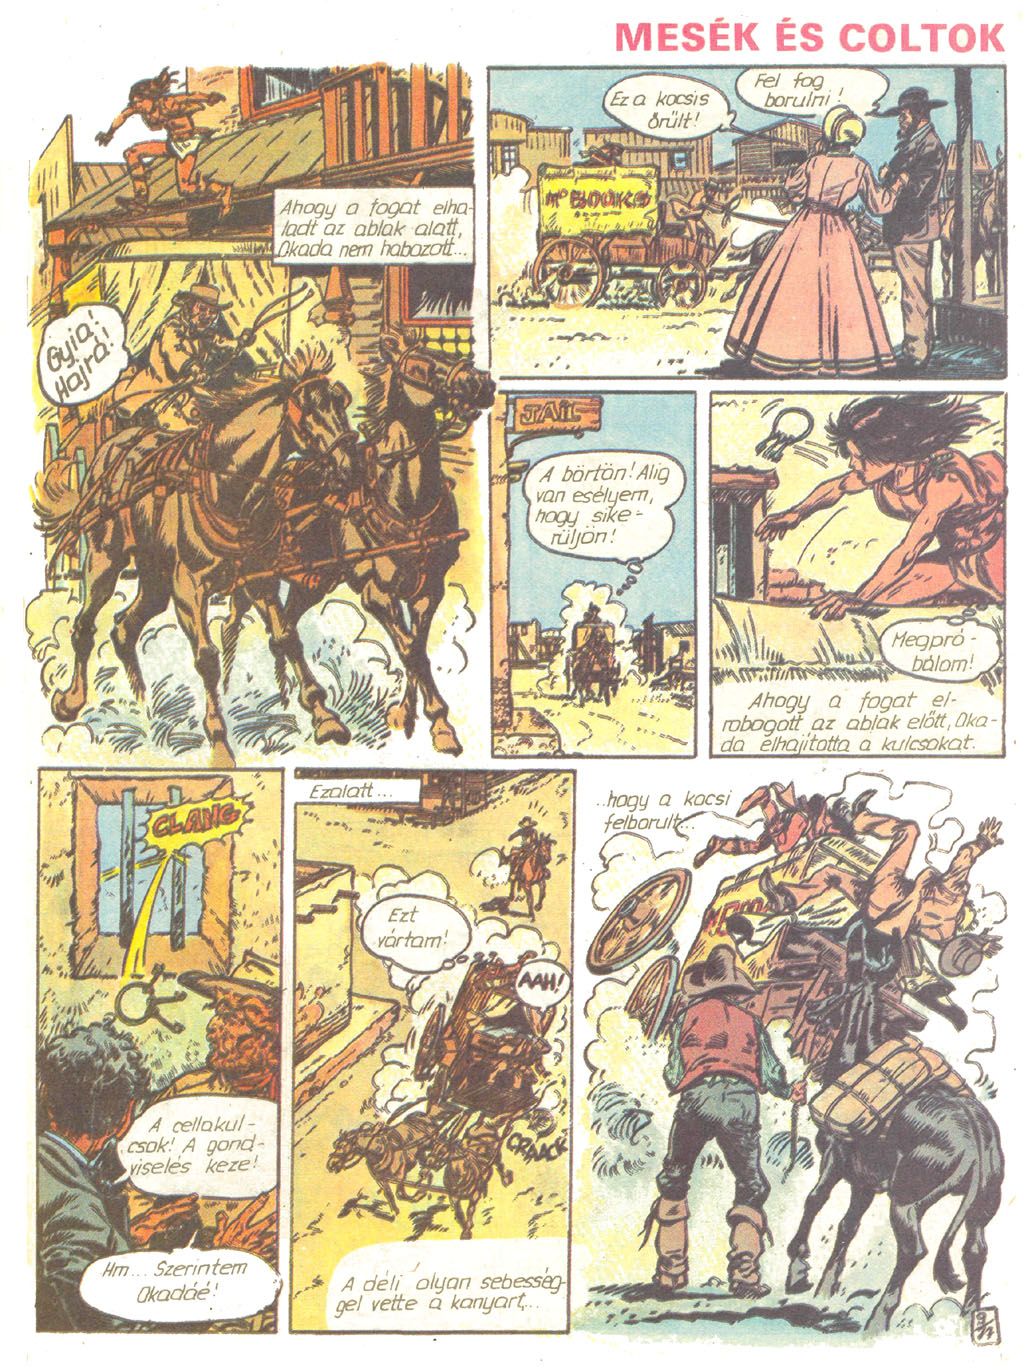 MESÉK ÉS COLTOK
Ahogy a fogat elha-
ladt az ablak alatt,
Okada nem habozott...
Gyia!
Hajrá!
Ez a kocsis
őrült!
Fel fog
borulni!
Mc BOOKS
JAIL
A börtön! Alig
van esélyem,
hogy sike-
rüljön!
Megpró-
bálom!
Ahogy a fogat el-
robogott az ablak előtt, Oka-
da elhajította a kulcsokat.
CLANG
A cellakul-
csok! A gond-
viselés keze!
Hm... Szerintem
Okadáé!
Ezalatt...
Ezt
vártam!
AAH!
CRAACK
A déli olyan sebesség-
gel vette a kanyart,...
...hogy a kocsi
felborult...